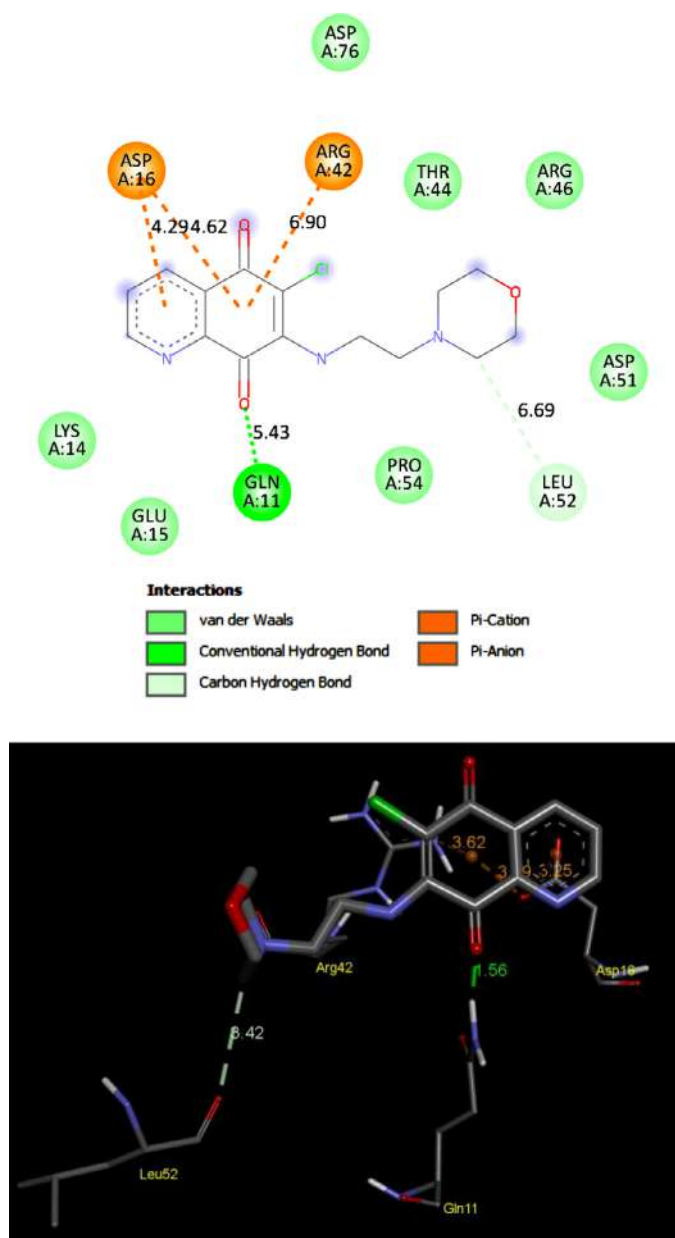 ASP
A:76
ASP
A:16
ARG
A:42
THR
A:44
ARG
A:46
4.29
4.62
6.90
O
Cl
O
N
N
N
ASP
A:51
O
6.69
LYS
A:14
5.43
GLN
A:11
PRO
A:54
LEU
A:52
GLU
A:15
Interactions
van der Waals
Pi-Cation
Conventional Hydrogen Bond
Pi-Anion
Carbon Hydrogen Bond
3.62
3.25
1.56
Arg42
3.42
Leu52
Gln11